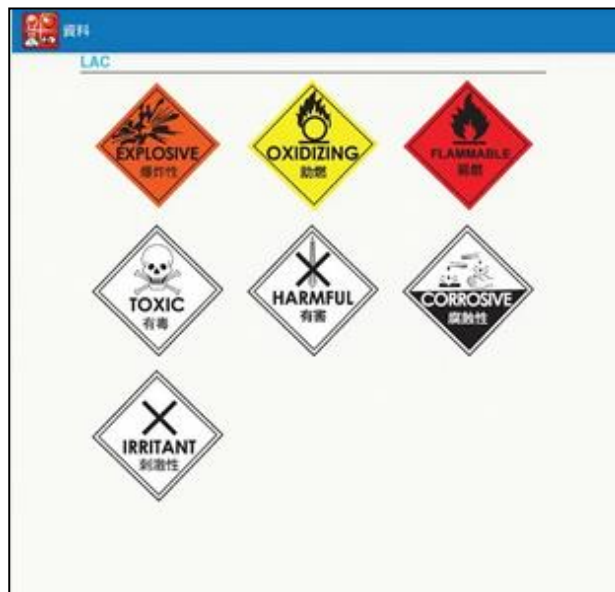 資料
LAC
EXPLOSIVE
爆炸性
OXIDIZING
助燃
FLAMMABLE
易燃
TOXIC
有毒
HARMFUL
有害
CORROSIVE
腐蝕性
IRRITANT
刺激性